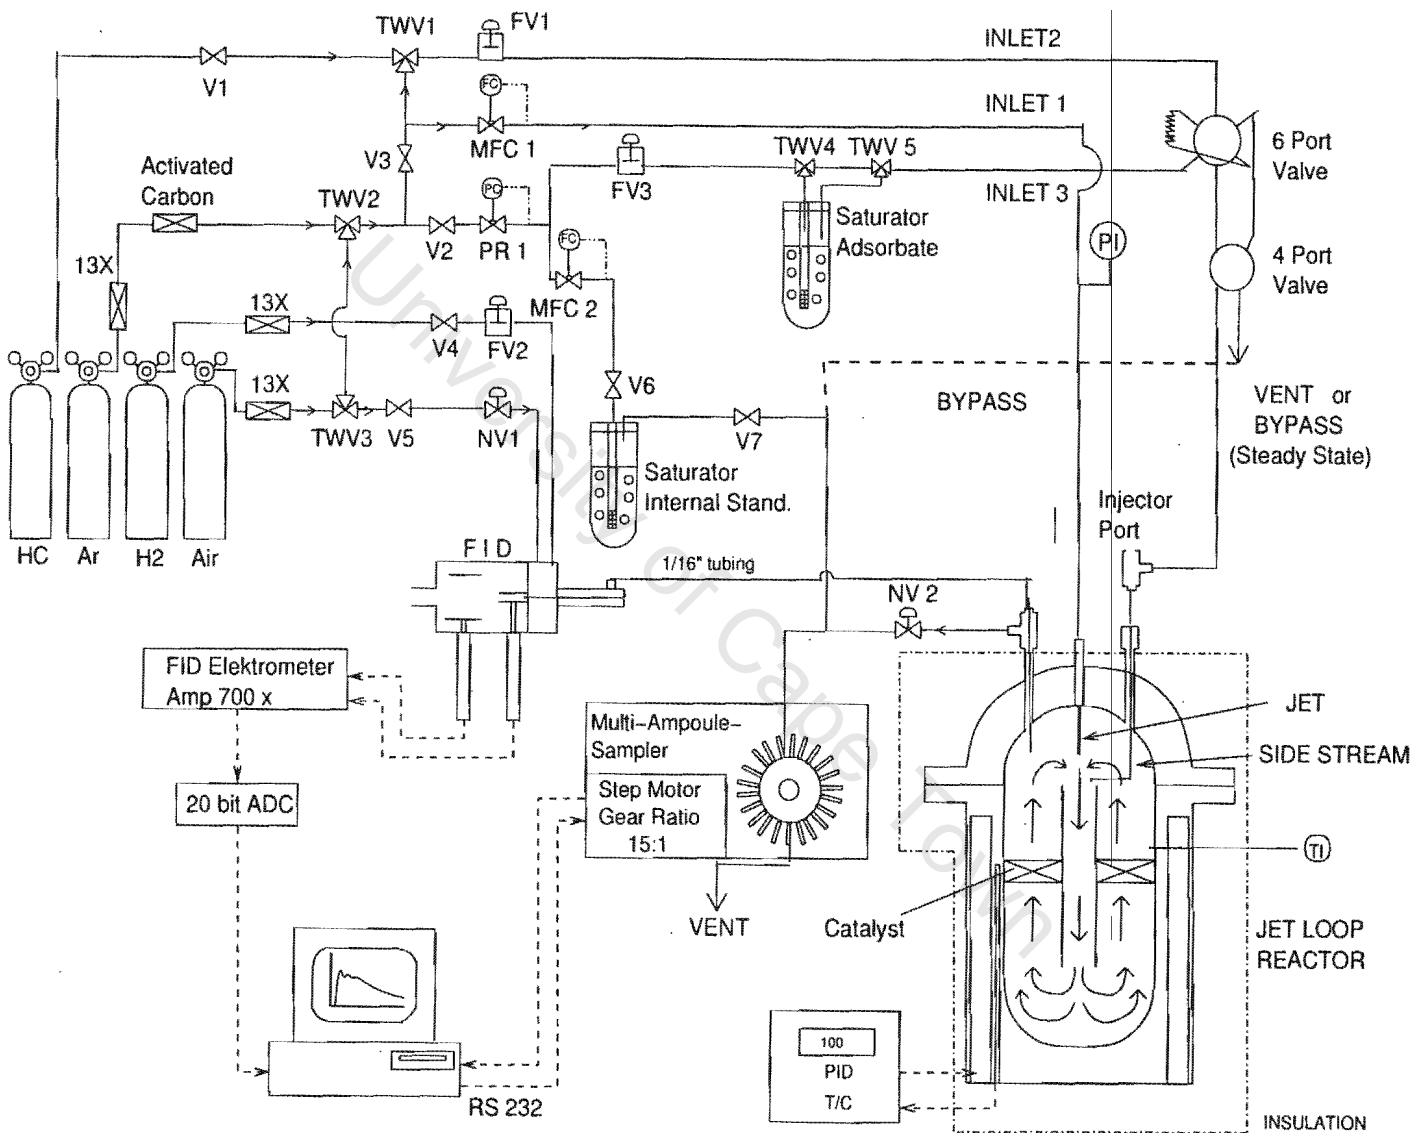 TWV1
FV1
INLET2
V1
FC
INLET 1
MFC 1
V3
TWV4
TWV 5
6 Port
Valve
Activated
Carbon
FV3
INLET 3
TWV2
PC
Saturator
Adsorbate
V2
PR 1
FC
PI
4 Port
Valve
13X
MFC 2
13X
V4
FV2
V6
BYPASS
VENT or
BYPASS
(Steady State)
13X
TWV3
V5
NV1
V7
Saturator
Internal Stand.
Injector
Port
HC
Ar
H2
Air
FID
1/16" tubing
NV 2
FID Elektrometer
Amp 700 x
Multi-Ampoule-
Sampler
JET
SIDE STREAM
20 bit ADC
Step Motor
Gear Ratio
15:1
TI
VENT
Catalyst
JET LOOP
REACTOR
100
PID
T/C
RS 232
INSULATION
University of Cape Town